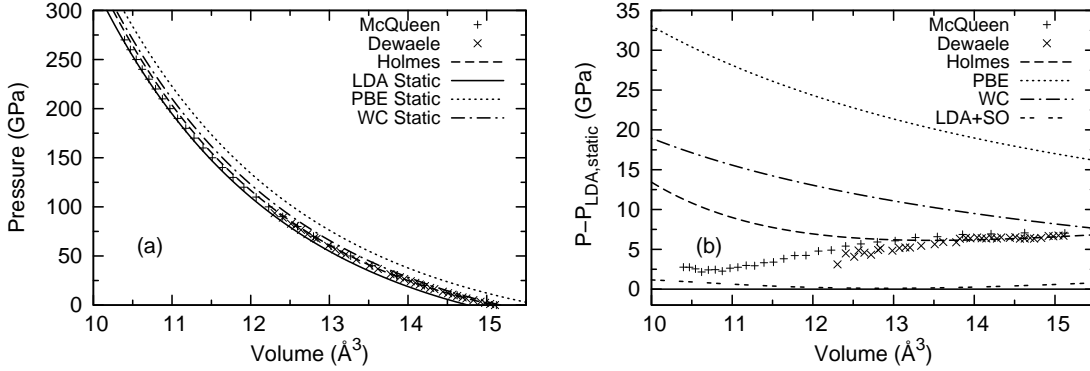 300
250
200
150
100
50
0
10
11
12
13
14
15
Pressure (GPa)
Volume (Å³)
(a)
McQueen
Dewaele
Holmes
LDA Static
PBE Static
WC Static
35
30
25
20
15
10
5
0
10
11
12
13
14
15
P−P_LDA,static (GPa)
Volume (Å³)
(b)
McQueen
Dewaele
Holmes
PBE
WC
LDA+SO